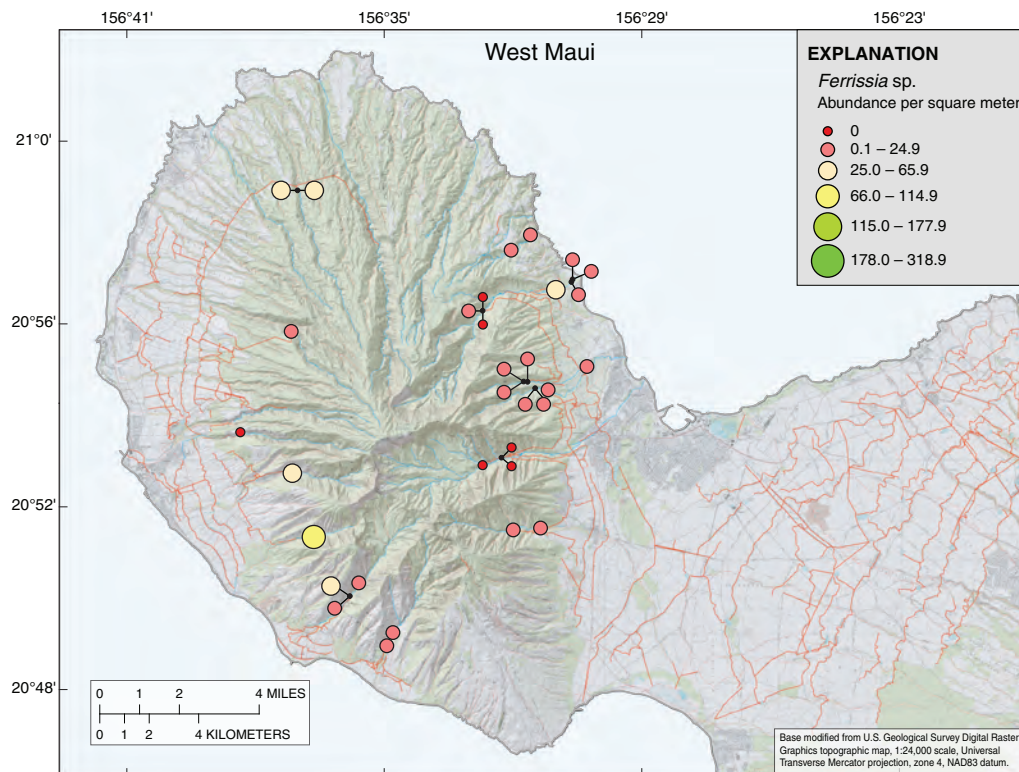 156°41' 156°35' 156°29' 156°23'
West Maui
EXPLANATION
Ferrissia sp.
Abundance per square meter
0
0.1 – 24.9
25.0 – 65.9
66.0 – 114.9
115.0 – 177.9
178.0 – 318.9
21°0'
20°56'
20°52'
20°48'
0 1 2 4 MILES
0 1 2 4 KILOMETERS
Base modified from U.S. Geological Survey Digital Raster
Graphics topographic map, 1:24,000 scale, Universal
Transverse Mercator projection, zone 4, NAD83 datum.